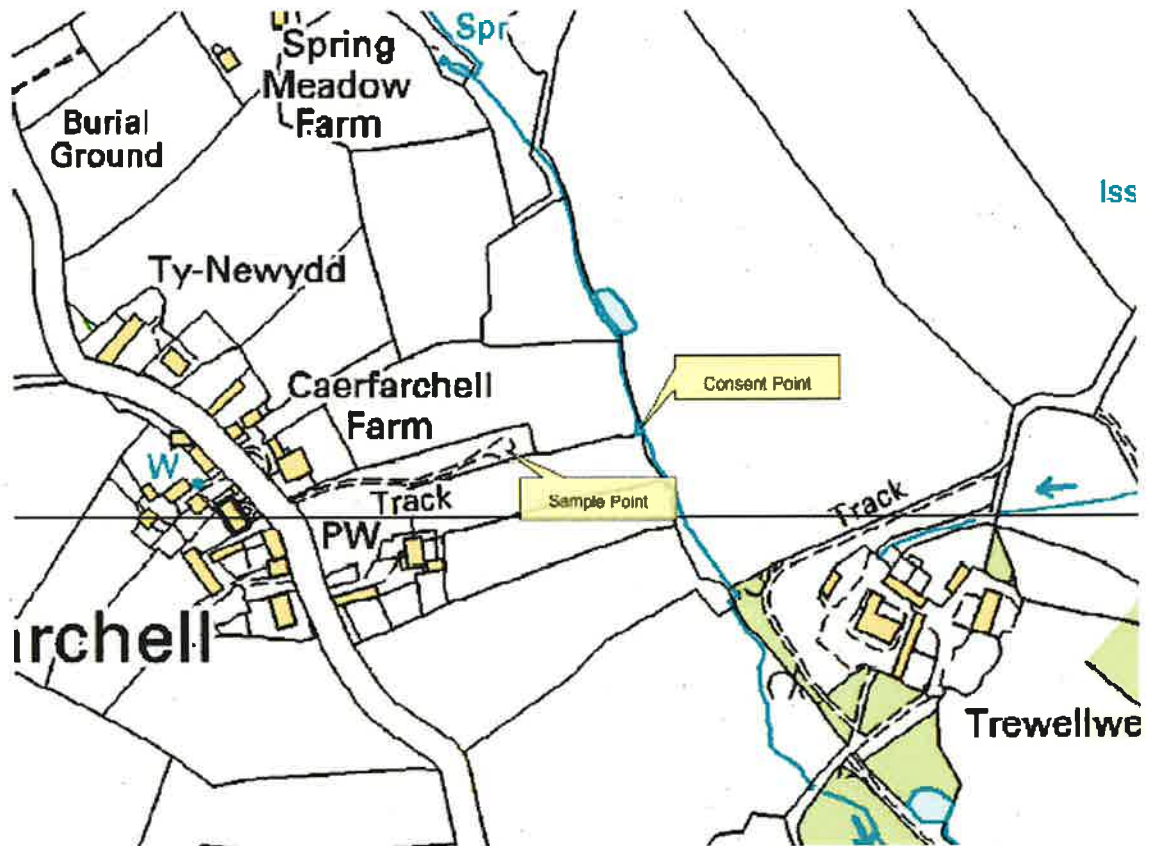 Spr
Spring
Meadow
Farm
Burial
Ground
Iss
Ty-Newydd
Consent Point
Caerfarchell
Farm
W
Track
Sample Point
Track
PW
archell
Trewellwe